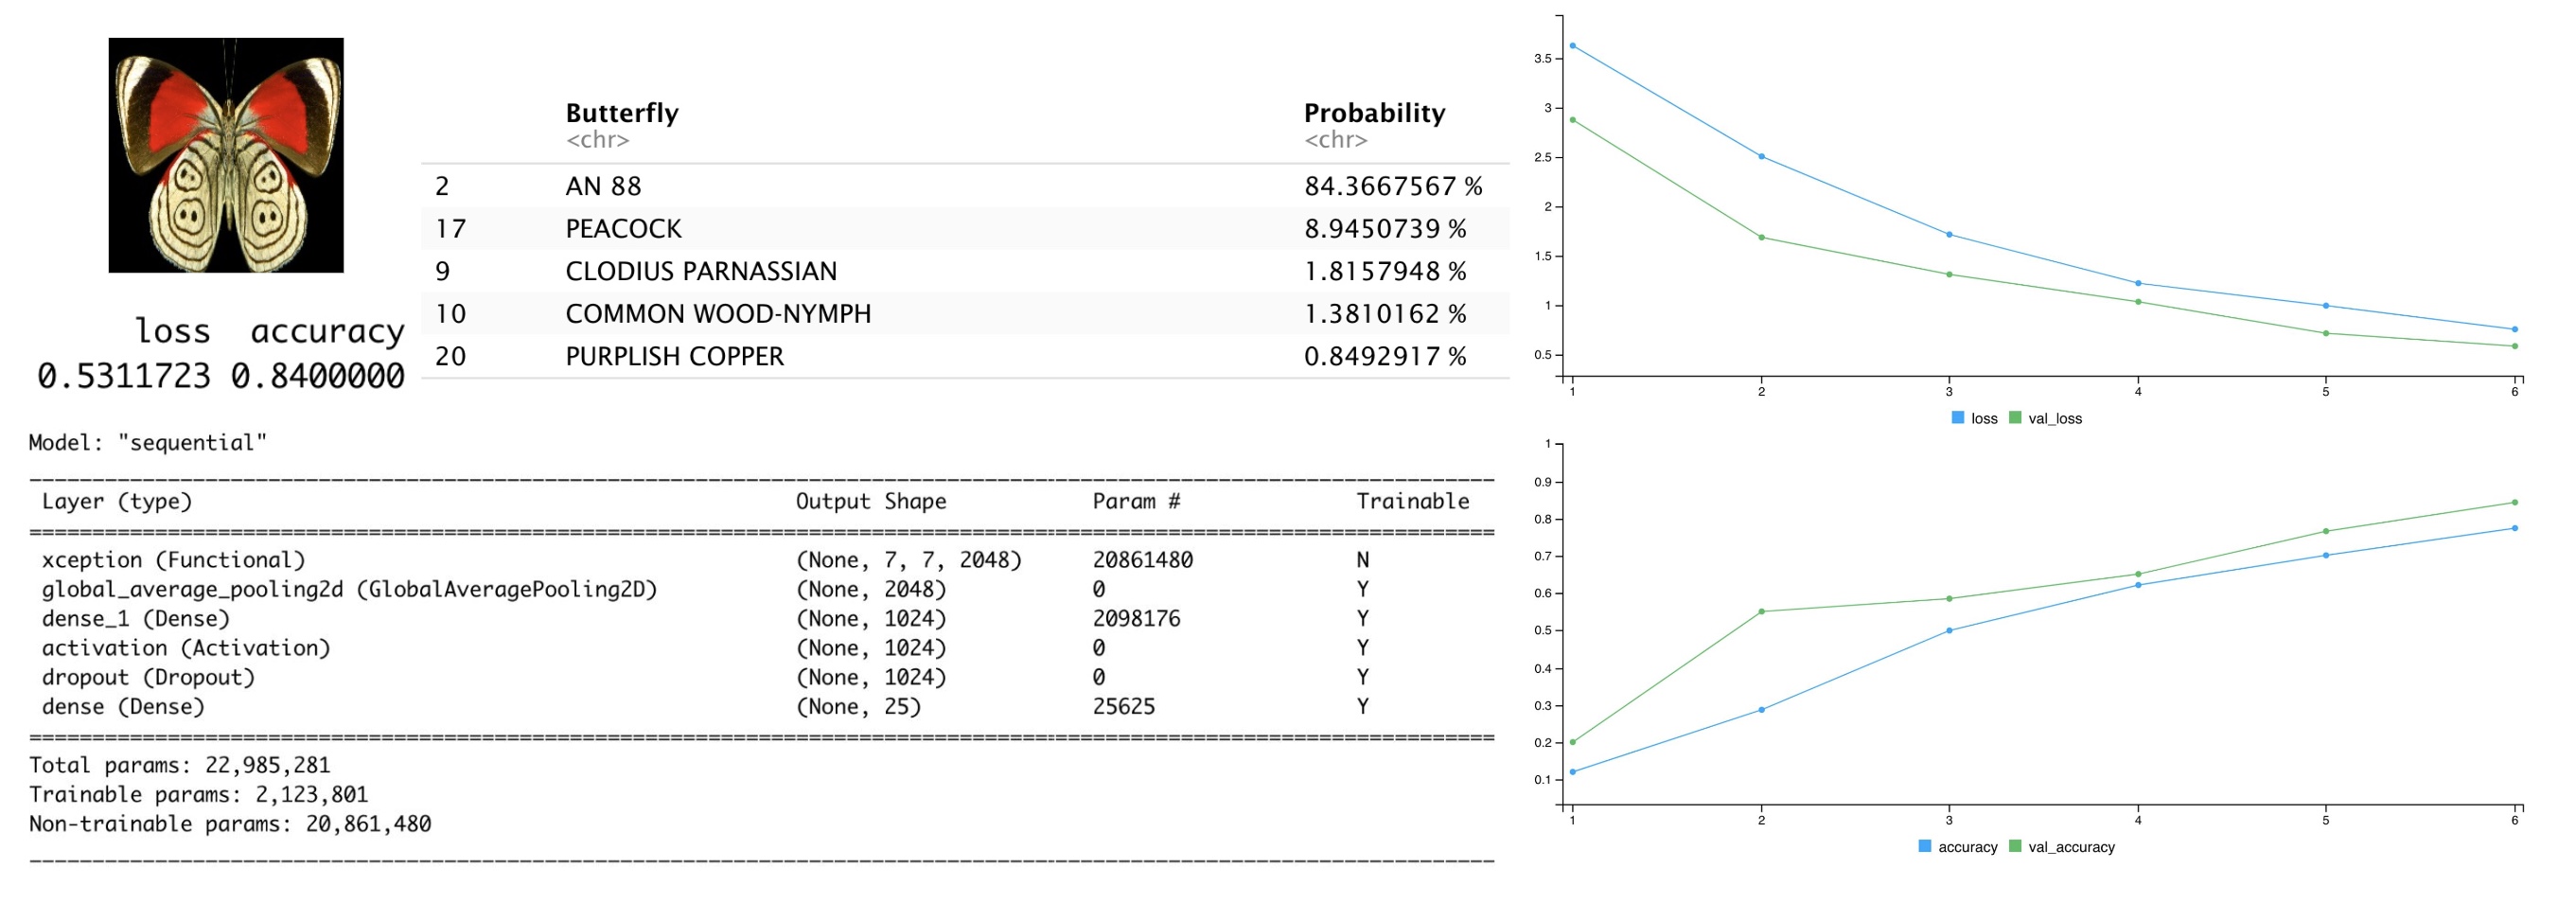 Butterfly Probability
<chr> <chr>
2 AN 88 84.3667567 %
17 PEACOCK 8.9450739 %
9 CLODIUS PARNASSIAN 1.8157948 %
10 COMMON WOOD-NYMPH 1.3810162 %
20 PURPLISH COPPER 0.8492917 %
loss accuracy
0.5311723 0.8400000
Model: "sequential"
Layer (type) Output Shape Param # Trainable
xception (Functional) (None, 7, 7, 2048) 20861480 N
global_average_pooling2d (GlobalAveragePooling2D) (None, 2048) 0 Y
dense_1 (Dense) (None, 1024) 2098176 Y
activation (Activation) (None, 1024) 0 Y
dropout (Dropout) (None, 1024) 0 Y
dense (Dense) (None, 25) 25625 Y
Total params: 22,985,281
Trainable params: 2,123,801
Non-trainable params: 20,861,480
3.5
3
2.5
2
1.5
1
0.5
1 2 3 4 5 6
loss val_loss
1
0.9
0.8
0.7
0.6
0.5
0.4
0.3
0.2
0.1
1 2 3 4 5 6
accuracy val_accuracy